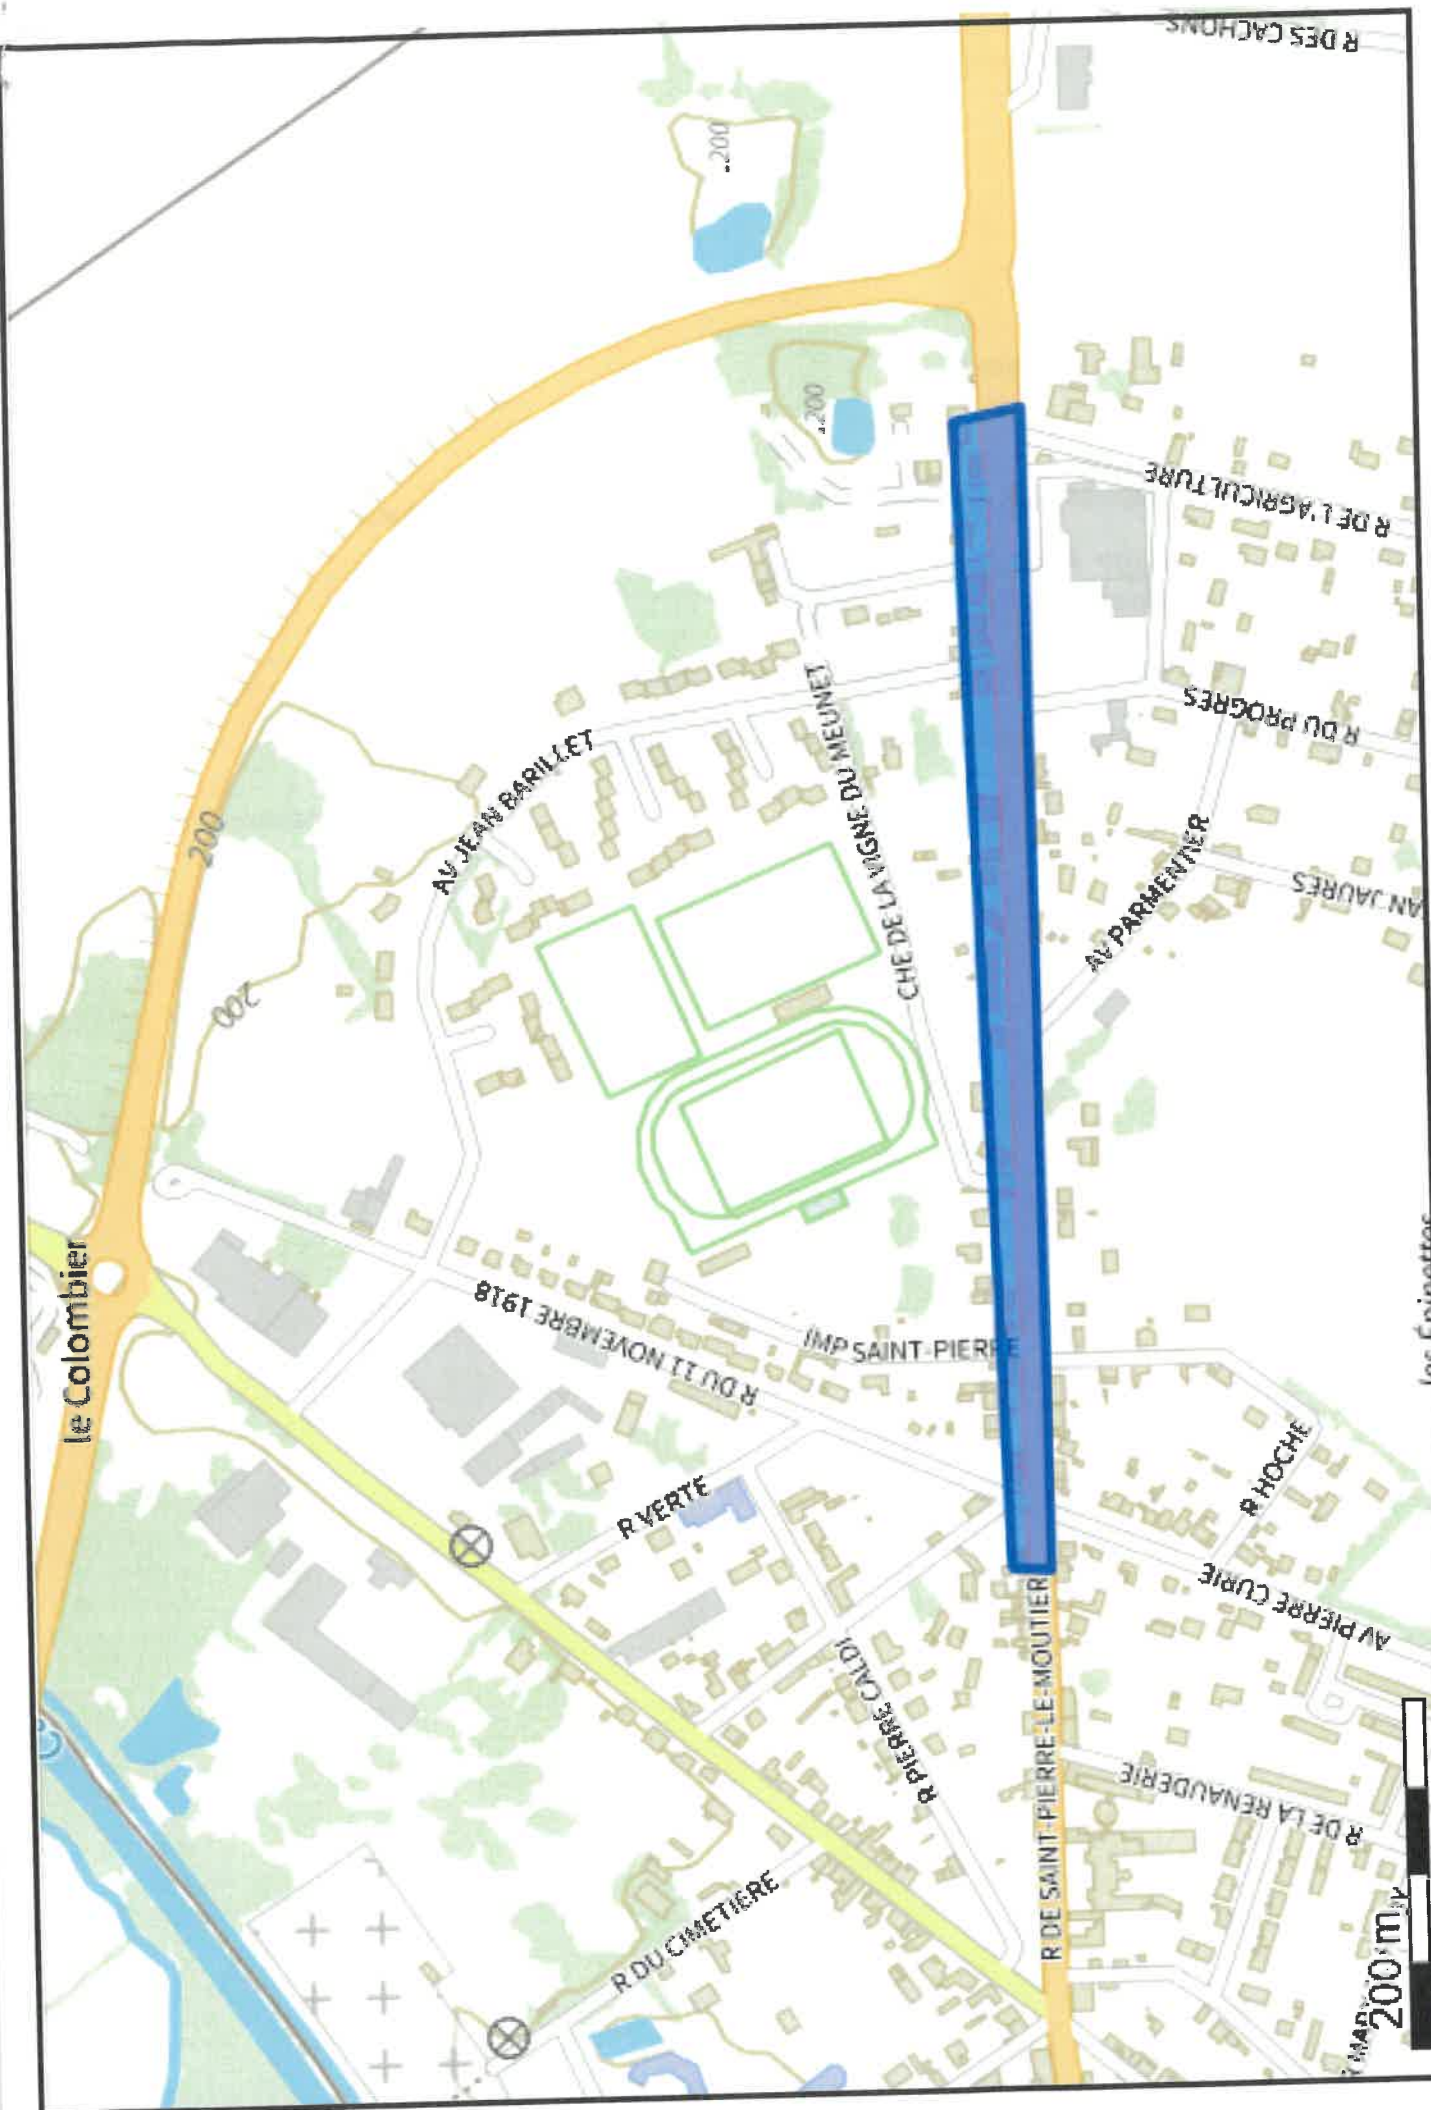 R DES CACHONS
.200
.200
R DE L'AGRICULTURE
CHE DE LA VIGNE DU MEUNET
R DU PROGRES
AV JEAN BARILLET
200
AV PARMENTIER
AN JAURES
200
le Colombier
R DU 11 NOVEMBRE 1918
IMP SAINT-PIERRE
R VERTE
R HOCHE
AV PIERRE CURIE
R PIERRE CALDI
R DE SAINT-PIERRE-LE-MOUTIER
R DE LA RENAUDERIE
R DU CIMETIERE
200 m